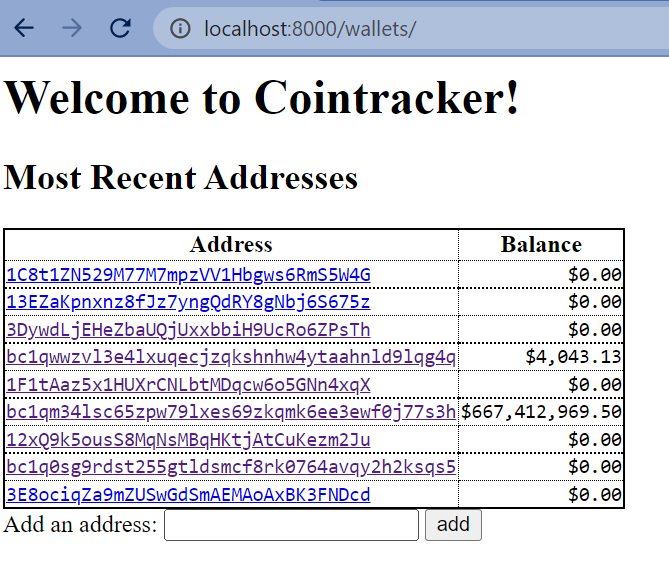 localhost:8000/wallets/
Welcome to Cointracker!
Most Recent Addresses
Address Balance
1C8t1ZN529M77M7mpzVV1Hbgws6RmS5W4G $0.00
13EZaKpnxnz8fJz7yngQdRY8gNbj6S675z $0.00
3DywdLjEHeZbaUQjUxxbbiH9UcRo6ZPsTh $0.00
bc1qwwzvl3e4lxuqecjzqkshnhw4ytaahnld9lqg4q $4,043.13
1F1tAaz5x1HUXrCNLbtMDqcw6o5GNn4xqX $0.00
bc1qm34lsc65zpw79lxes69zkqmk6ee3ewf0j77s3h $667,412,969.50
12xQ9k5ousS8MqNsMBqHKtjAtCuKezm2Ju $0.00
bc1q0sg9rdst255gtldsmcf8rk0764avqy2h2ksqs5 $0.00
3E8ociqZa9mZUSwGdSmAEMAoAxBK3FNDcd $0.00
Add an address: add